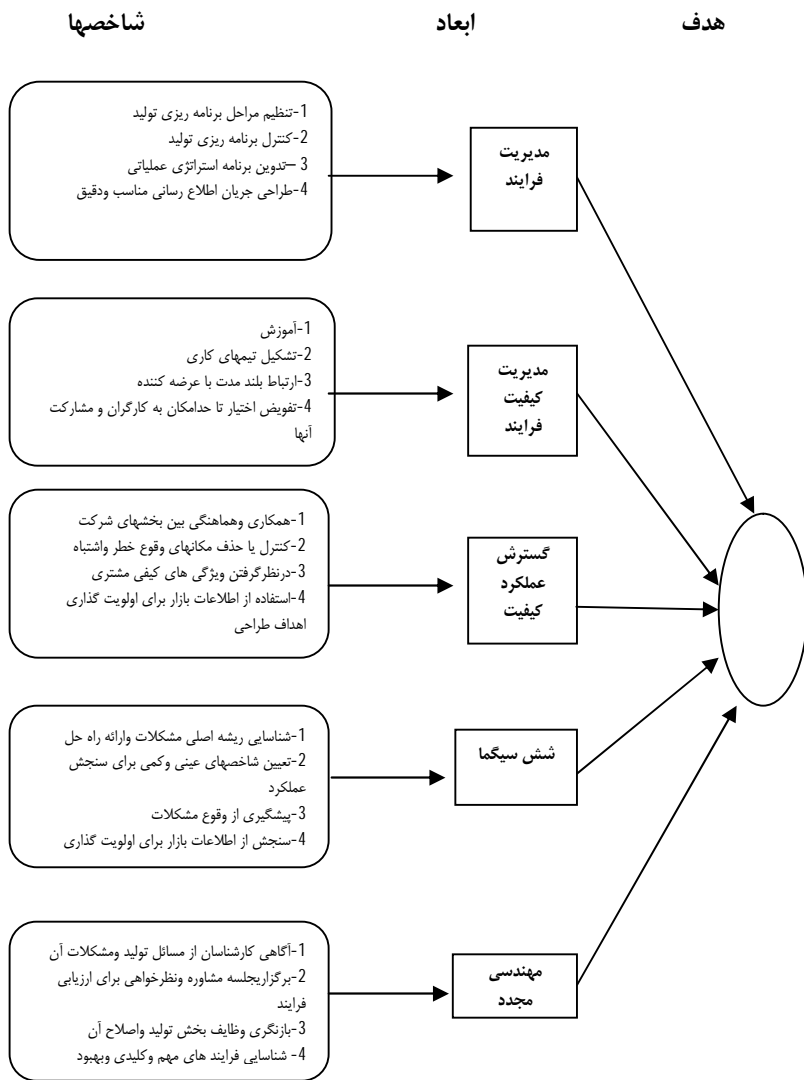 هدف
ابعاد
شاخصها
1-تنظیم مراحل برنامه ریزی تولید
2-کنترل برنامه ریزی تولید
3 –تدوین برنامه استراتژی عملیاتی
4-طراحی جریان اطلاع رسانی مناسب ودقیق
مدیریت
فرایند
1-آموزش
2-تشکیل تیمهای کاری
3-ارتباط بلند مدت با عرضه کننده
4-تفویض اختیار تا حدامکان به کارگران و مشارکت
آنها
مدیریت
کیفیت
فرایند
1-همکاری وهماهنگی بین بخشهای شرکت
2-کنترل یا حذف مکانهای وقوع خطر واشتباه
3-درنظرگرفتن ویژگی های کیفی مشتری
4-استفاده از اطلاعات بازار برای اولویت گذاری
اهداف طراحی
گسترش
عملکرد
کیفیت
1-شناسایی ریشه اصلی مشکلات وارائه راه حل
2-تعیین شاخصهای عینی وکمی برای سنجش
عملکرد
3-پیشگیری از وقوع مشکلات
4-سنجش از اطلاعات بازار برای اولویت گذاری
شش سیگما
1-آگاهی کارشناسان از مسائل تولید ومشکلات آن
2-برگزاریجلسه مشاوره ونظرخواهی برای ارزیابی
فرایند
3-بازنگری وظایف بخش تولید واصلاح آن
4- شناسایی فرایند های مهم وکلیدی وبهبود
مهندسی
مجدد